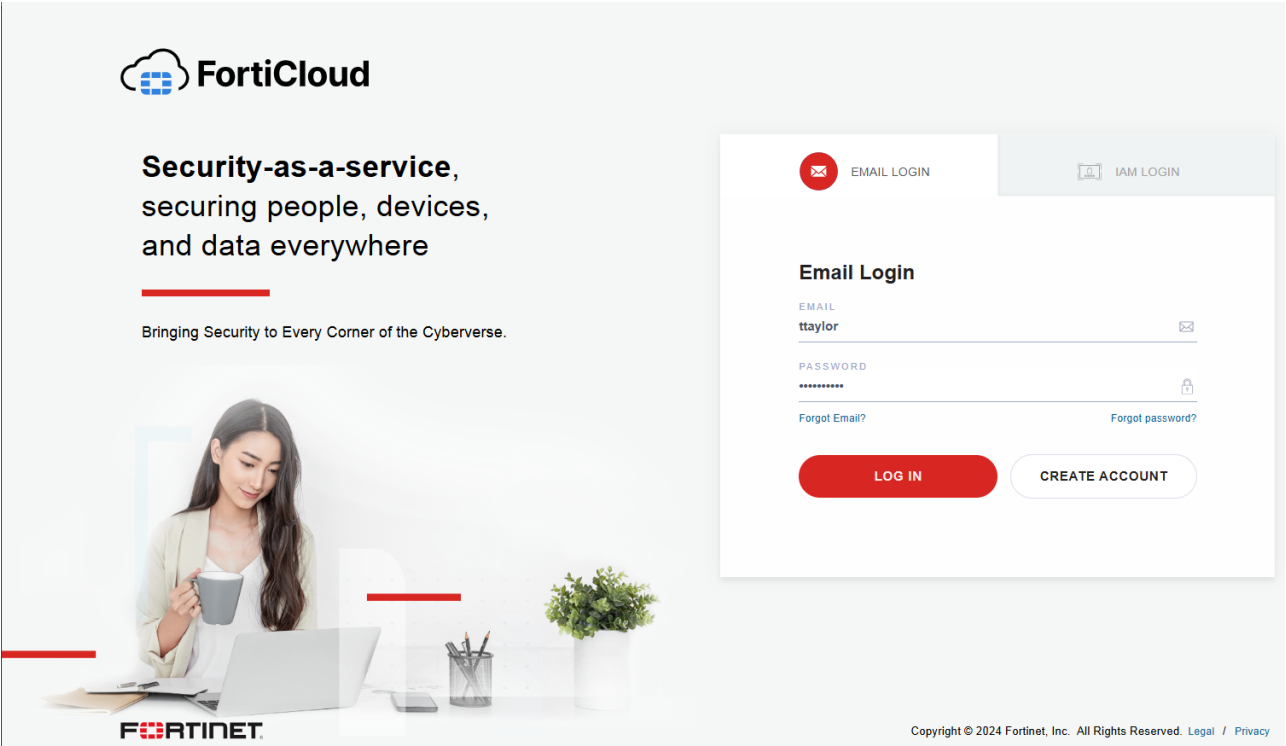 FortiCloud
Security-as-a-service,
securing people, devices,
and data everywhere
Bringing Security to Every Corner of the Cyberverse.
EMAIL LOGIN
IAM LOGIN
Email Login
EMAIL
ttaylor
PASSWORD
••••••••••
Forgot Email?
Forgot password?
LOG IN
CREATE ACCOUNT
FORTINET
Copyright © 2024 Fortinet, Inc. All Rights Reserved. Legal / Privacy